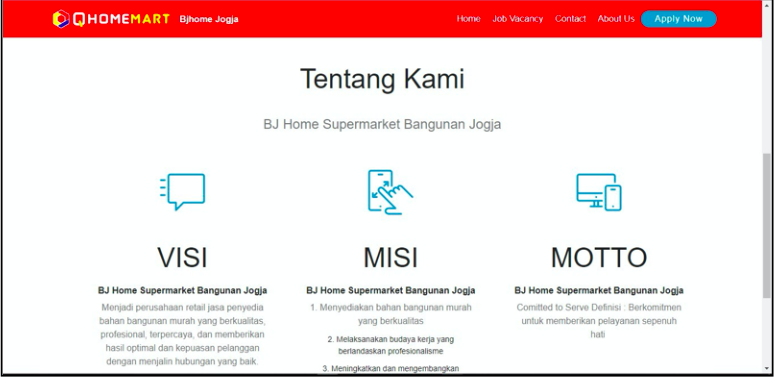 QHOMEMART Bjhome Jogja Home Job Vacancy Contact About Us Apply Now
Tentang Kami
BJ Home Supermarket Bangunan Jogja
VISI
BJ Home Supermarket Bangunan Jogja
Menjadi perusahaan retail jasa penyedia
bahan bangunan murah yang berkualitas,
profesional, terpercaya, dan memberikan
hasil optimal dan kepuasan pelanggan
dengan menjalin hubungan yang baik.
MISI
BJ Home Supermarket Bangunan Jogja
1. Menyediakan bahan bangunan murah
yang berkualitas
2. Melaksanakan budaya kerja yang
berlandaskan profesionalisme
3. Meningkatkan dan mengembangkan
MOTTO
BJ Home Supermarket Bangunan Jogja
Comitted to Serve Definisi : Berkomitmen
untuk memberikan pelayanan sepenuh
hati